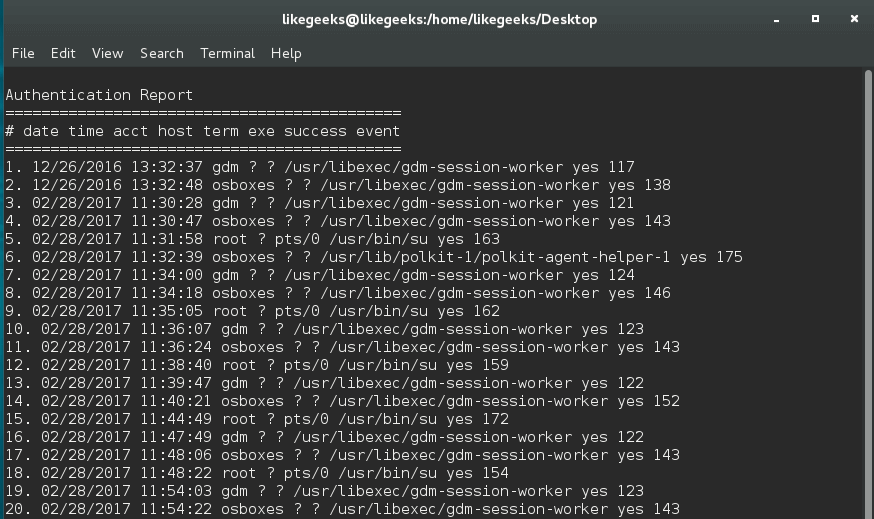 likegeeks@likegeeks:/home/likegeeks/Desktop
File Edit View Search Terminal Help
Authentication Report
============================================
# date time acct host term exe success event
============================================
1. 12/26/2016 13:32:37 gdm ? ? /usr/libexec/gdm-session-worker yes 117
2. 12/26/2016 13:32:48 osboxes ? ? /usr/libexec/gdm-session-worker yes 138
3. 02/28/2017 11:30:28 gdm ? ? /usr/libexec/gdm-session-worker yes 121
4. 02/28/2017 11:30:47 osboxes ? ? /usr/libexec/gdm-session-worker yes 143
5. 02/28/2017 11:31:58 root ? pts/0 /usr/bin/su yes 163
6. 02/28/2017 11:32:39 osboxes ? ? /usr/lib/polkit-1/polkit-agent-helper-1 yes 175
7. 02/28/2017 11:34:00 gdm ? ? /usr/libexec/gdm-session-worker yes 124
8. 02/28/2017 11:34:18 osboxes ? ? /usr/libexec/gdm-session-worker yes 146
9. 02/28/2017 11:35:05 root ? pts/0 /usr/bin/su yes 162
10. 02/28/2017 11:36:07 gdm ? ? /usr/libexec/gdm-session-worker yes 123
11. 02/28/2017 11:36:24 osboxes ? ? /usr/libexec/gdm-session-worker yes 143
12. 02/28/2017 11:38:40 root ? pts/0 /usr/bin/su yes 159
13. 02/28/2017 11:39:47 gdm ? ? /usr/libexec/gdm-session-worker yes 122
14. 02/28/2017 11:40:21 osboxes ? ? /usr/libexec/gdm-session-worker yes 152
15. 02/28/2017 11:44:49 root ? pts/0 /usr/bin/su yes 172
16. 02/28/2017 11:47:49 gdm ? ? /usr/libexec/gdm-session-worker yes 122
17. 02/28/2017 11:48:06 osboxes ? ? /usr/libexec/gdm-session-worker yes 143
18. 02/28/2017 11:48:22 root ? pts/0 /usr/bin/su yes 154
19. 02/28/2017 11:54:03 gdm ? ? /usr/libexec/gdm-session-worker yes 123
20. 02/28/2017 11:54:22 osboxes ? ? /usr/libexec/gdm-session-worker yes 143